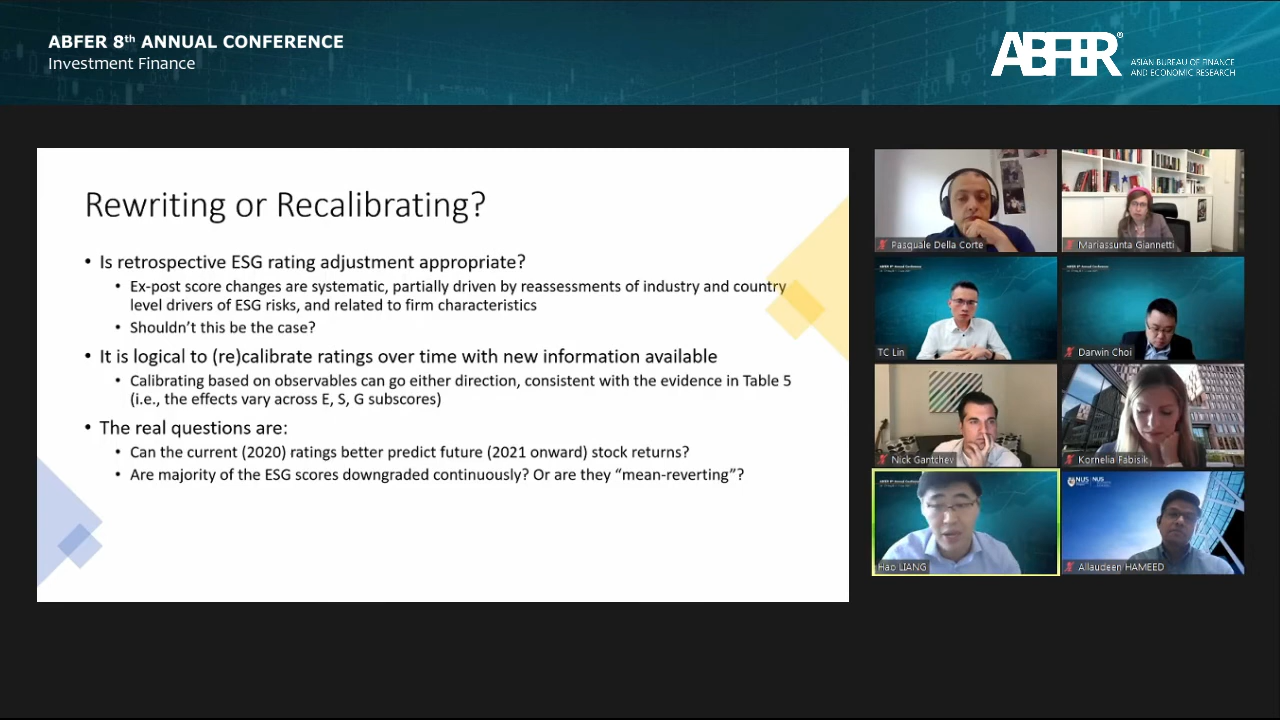 ABFER 8th ANNUAL CONFERENCE
Investment Finance
ABFER®
ASIAN BUREAU OF FINANCE
AND ECONOMIC RESEARCH
Rewriting or Recalibrating?
• Is retrospective ESG rating adjustment appropriate?
• Ex-post score changes are systematic, partially driven by reassessments of industry and country
level drivers of ESG risks, and related to firm characteristics
• Shouldn't this be the case?
• It is logical to (re)calibrate ratings over time with new information available
• Calibrating based on observables can go either direction, consistent with the evidence in Table 5
(i.e., the effects vary across E, S, G subscores)
• The real questions are:
• Can the current (2020) ratings better predict future (2021 onward) stock returns?
• Are majority of the ESG scores downgraded continuously? Or are they “mean-reverting”?
Pasquale Della Corte
Mariassunta Giannetti
TC Lin
Darwin Choi
Nick Gantchev
Kornelia Fabisik
Hao LIANG
NUS
NUS
Allaudeen HAMEED